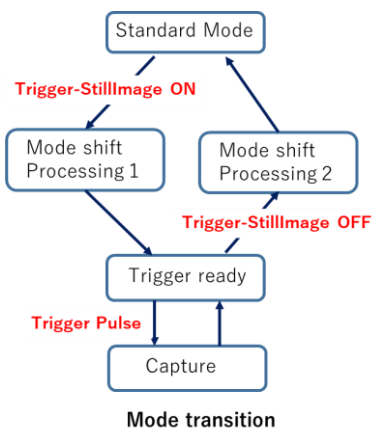 Standard Mode
Trigger-StillImage ON
Mode shift
Processing 1
Mode shift
Processing 2
Trigger-StillImage OFF
Trigger ready
Trigger Pulse
Capture
Mode transition